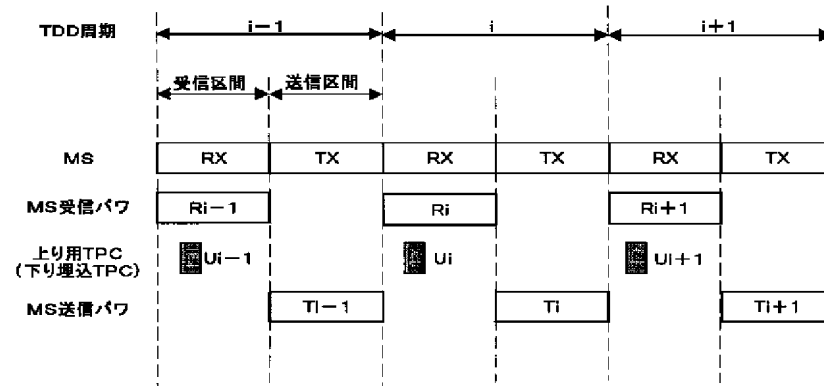 TDD周期 i−1 i i+1
受信区間 送信区間
MS RX TX RX TX RX TX
MS受信パワ Ri−1 Ri Ri+1
上り用TPC
(下り埋込TPC) Ui−1 Ui UI+1
MS送信パワ TI−1 Ti Ti+1